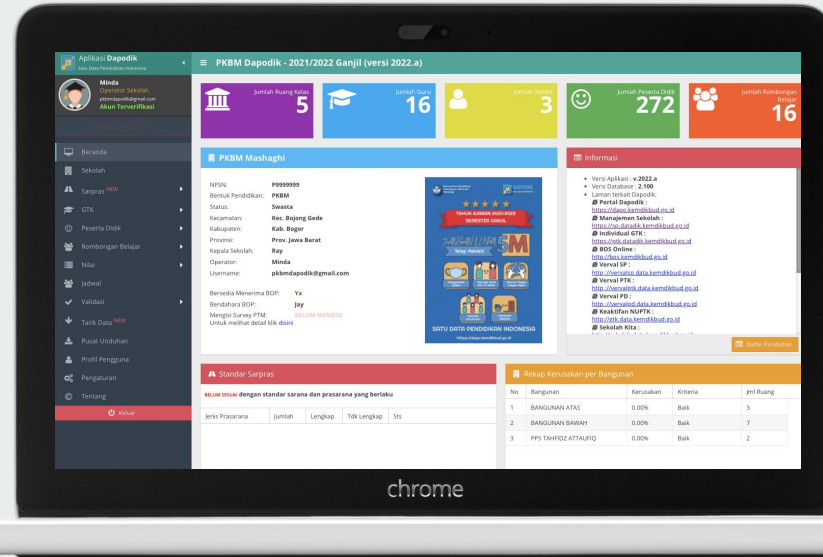 Aplikasi Dapodik
Satu Data Pendidikan Indonesia
PKBM Dapodik - 2021/2022 Ganjil (versi 2022.a)
Minda
Operator Sekolah
pkbmdapodik@gmail.com
Akun Terverifikasi
Beranda
Sekolah
Sarpras NEW
GTK
Peserta Didik
Rombongan Belajar
Nilai
Jadwal
Validasi
Tarik Data NEW
Pusat Unduhan
Profil Pengguna
Pengaturan
Tentang
Keluar
Jumlah Ruang Kelas
5
Jumlah Guru
16
Jumlah Tendik
3
Jumlah Peserta Didik
272
Jumlah Rombongan
Belajar
16
PKBM Mashaghi
NPSN: P9999999
Bentuk Pendidikan: PKBM
Status: Swasta
Kecamatan: Kec. Bojong Gede
Kabupaten: Kab. Bogor
Provinsi: Prov. Jawa Barat
Kepala Sekolah: Ray
Operator: Minda
Username: pkbmdapodik@gmail.com
Bersedia Menerima BOP: Ya
Bendahara BOP: Jay
Mengisi Survey PTM: BELUM MENGISI
Untuk melihat detail klik disini
TAHUN AJARAN 2021/2022
SEMESTER GANJIL
5M
SATU DATA PENDIDIKAN INDONESIA
https://dapo.kemdikbud.go.id
Informasi
Versi Aplikasi : v.2022.a
Versi Database : 2.100
Laman terkait Dapodik:
Portal Dapodik :
https://dapo.kemdikbud.go.id
Manajemen Sekolah :
https://sp.datadik.kemdikbud.go.id
Individual GTK :
https://ptk.datadik.kemdikbud.go.id
BOS Online :
http://bos.kemdikbud.go.id
Verval SP :
http://vervalsp.data.kemdikbud.go.id
Verval PTK :
http://vervalptk.data.kemdikbud.go.id
Verval PD :
http://vervalpd.data.kemdikbud.go.id
Keaktifan NUPTK :
http://gtk.data.kemdikbud.go.id
Sekolah Kita :
Daftar Perubahan
Standar Sarpras
BELUM SESUAI dengan standar sarana dan prasarana yang berlaku
Jenis Prasarana Jumlah Lengkap Tdk Lengkap Sts
Rekap Kerusakan per Bangunan
No Bangunan Kerusakan Kriteria Jml Ruang
1 BANGUNAN ATAS 0.00% Baik 3
2 BANGUNAN BAWAH 0.00% Baik 7
3 PPS TAHFIDZ ATTAUFIQ 0.00% Baik 2
chrome